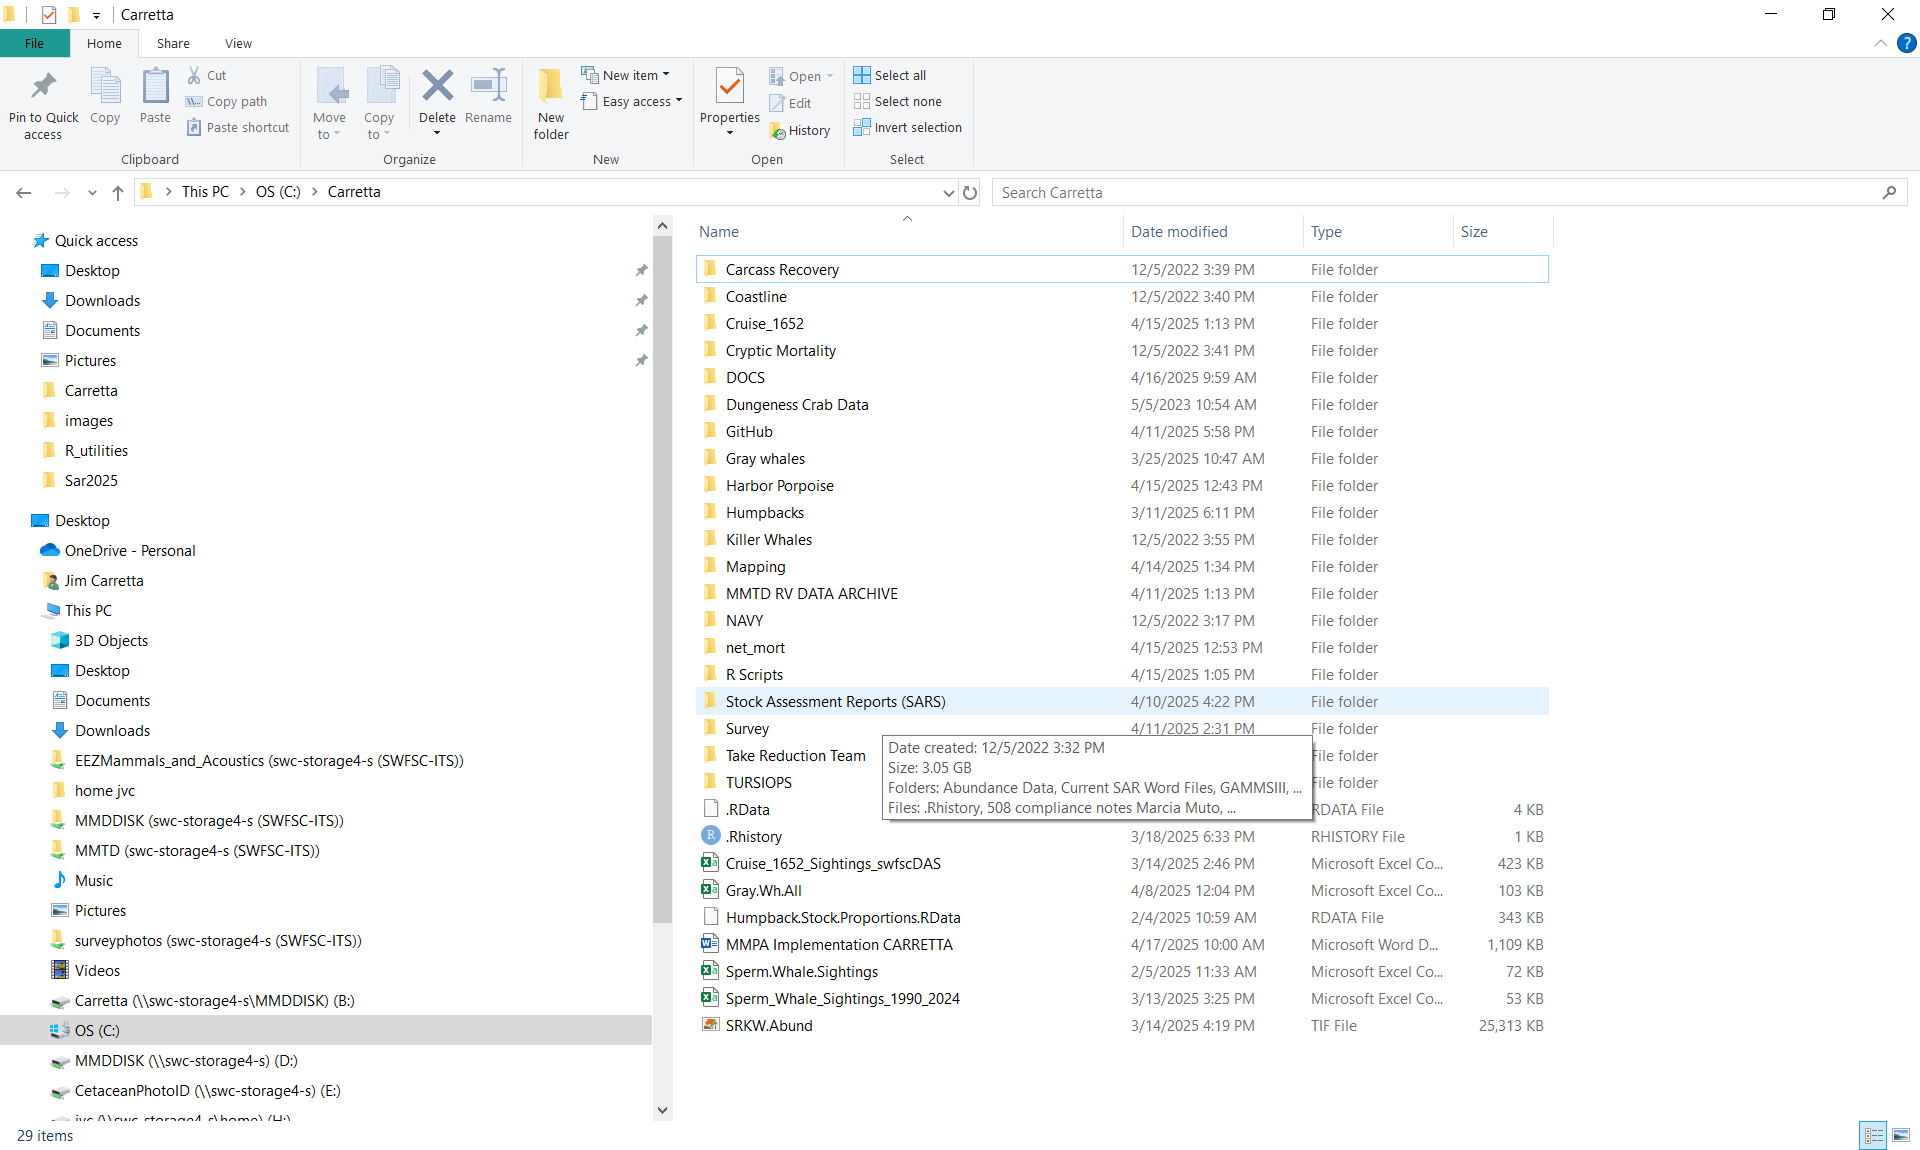 Carretta
File Home Share View
Pin to Quick access
Copy
Paste
Cut
Copy path
Paste shortcut
Clipboard
Move to
Copy to
Delete
Rename
Organize
New folder
New item
Easy access
New
Properties
Open
Edit
History
Open
Select all
Select none
Invert selection
Select
This PC > OS (C:) > Carretta
Search Carretta
Quick access
Desktop
Downloads
Documents
Pictures
Carretta
images
R_utilities
Sar2025
Desktop
OneDrive - Personal
Jim Carretta
This PC
3D Objects
Desktop
Documents
Downloads
EEZMammals_and_Acoustics (swc-storage4-s (SWFSC-ITS))
home jvc
MMDDISK (swc-storage4-s (SWFSC-ITS))
MMTD (swc-storage4-s (SWFSC-ITS))
Music
Pictures
surveyphotos (swc-storage4-s (SWFSC-ITS))
Videos
Carretta (\\swc-storage4-s\MMDDISK) (B:)
OS (C:)
MMDDISK (\\swc-storage4-s) (D:)
CetaceanPhotoID (\\swc-storage4-s) (E:)
jvc (\\swc-storage4-s\home) (H:)
Name Date modified Type Size
Carcass Recovery 12/5/2022 3:39 PM File folder
Coastline 12/5/2022 3:40 PM File folder
Cruise_1652 4/15/2025 1:13 PM File folder
Cryptic Mortality 12/5/2022 3:41 PM File folder
DOCS 4/16/2025 9:59 AM File folder
Dungeness Crab Data 5/5/2023 10:54 AM File folder
GitHub 4/11/2025 5:58 PM File folder
Gray whales 3/25/2025 10:47 AM File folder
Harbor Porpoise 4/15/2025 12:43 PM File folder
Humpbacks 3/11/2025 6:11 PM File folder
Killer Whales 12/5/2022 3:55 PM File folder
Mapping 4/14/2025 1:34 PM File folder
MMTD RV DATA ARCHIVE 4/11/2025 1:13 PM File folder
NAVY 12/5/2022 3:17 PM File folder
net_mort 4/15/2025 12:53 PM File folder
R Scripts 4/15/2025 1:05 PM File folder
Stock Assessment Reports (SARS) 4/10/2025 4:22 PM File folder
Survey 4/11/2025 2:31 PM File folder
Take Reduction Team File folder
TURSIOPS File folder
.RData RDATA File 4 KB
Date created: 12/5/2022 3:32 PM
Size: 3.05 GB
Folders: Abundance Data, Current SAR Word Files, GAMMSIII, ...
Files: .Rhistory, 508 compliance notes Marcia Muto, ...
.Rhistory 3/18/2025 6:33 PM RHISTORY File 1 KB
Cruise_1652_Sightings_swfscDAS 3/14/2025 2:46 PM Microsoft Excel Co... 423 KB
Gray.Wh.All 4/8/2025 12:04 PM Microsoft Excel Co... 103 KB
Humpback.Stock.Proportions.RData 2/4/2025 10:59 AM RDATA File 343 KB
MMPA Implementation CARRETTA 4/17/2025 10:00 AM Microsoft Word D... 1,109 KB
Sperm.Whale.Sightings 2/5/2025 11:33 AM Microsoft Excel Co... 72 KB
Sperm_Whale_Sightings_1990_2024 3/13/2025 3:25 PM Microsoft Excel Co... 53 KB
SRKW.Abund 3/14/2025 4:19 PM TIF File 25,313 KB
29 items